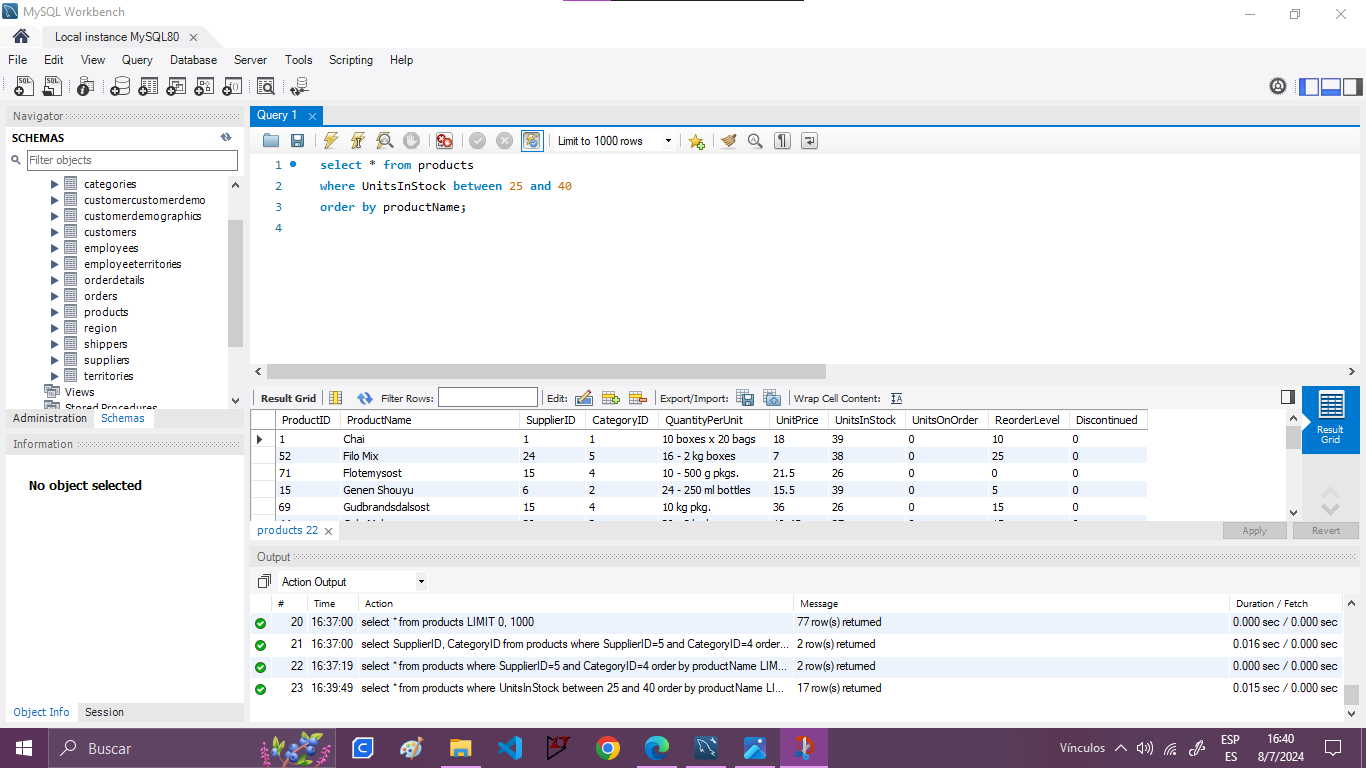 MySQL Workbench
Local instance MySQL80
File Edit View Query Database Server Tools Scripting Help
Navigator
SCHEMAS
Filter objects
categories
customercustomerdemo
customerdemographics
customers
employees
employeeterritories
orderdetails
orders
products
region
shippers
suppliers
territories
Views
Stored Procedures
Administration Schemas
Information
No object selected
Object Info Session
Query 1
Limit to 1000 rows
1 select * from products
2 where UnitsInStock between 25 and 40
3 order by productName;
4
Result Grid Filter Rows: Edit: Export/Import: Wrap Cell Content: IA
ProductID ProductName SupplierID CategoryID QuantityPerUnit UnitPrice UnitsInStock UnitsOnOrder ReorderLevel Discontinued
1 Chai 1 1 10 boxes x 20 bags 18 39 0 10 0
52 Filo Mix 24 5 16 - 2 kg boxes 7 38 0 25 0
71 Flotemysost 15 4 10 - 500 g pkgs. 21.5 26 0 0 0
15 Genen Shouyu 6 2 24 - 250 ml bottles 15.5 39 0 5 0
69 Gudbrandsdalsost 15 4 10 kg pkg. 36 26 0 15 0
Result
Grid
products 22
Apply Revert
Output
Action Output
# Time Action Message Duration / Fetch
20 16:37:00 select * from products LIMIT 0, 1000 77 row(s) returned 0.000 sec / 0.000 sec
21 16:37:00 select SupplierID, CategoryID from products where SupplierID=5 and CategoryID=4 order... 2 row(s) returned 0.016 sec / 0.000 sec
22 16:37:19 select * from products where SupplierID=5 and CategoryID=4 order by productName LIM... 2 row(s) returned 0.000 sec / 0.000 sec
23 16:39:49 select * from products where UnitsInStock between 25 and 40 order by productName LI... 17 row(s) returned 0.015 sec / 0.000 sec
Buscar
Vínculos
ESP
ES
16:40
8/7/2024